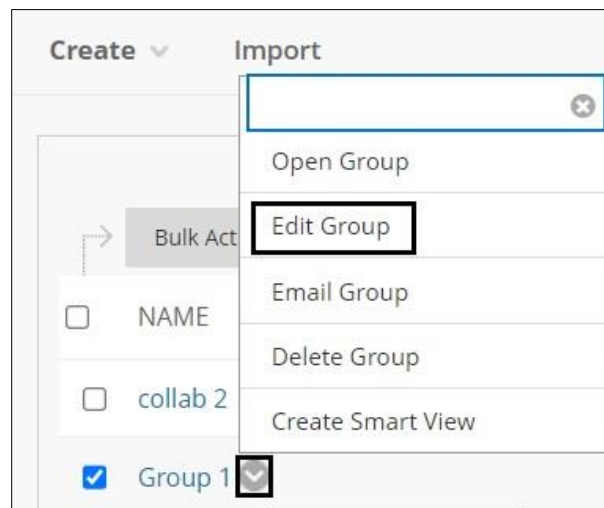 Create Import
Open Group
Edit Group
Bulk Act
Email Group
NAME
Delete Group
collab 2
Create Smart View
Group 1